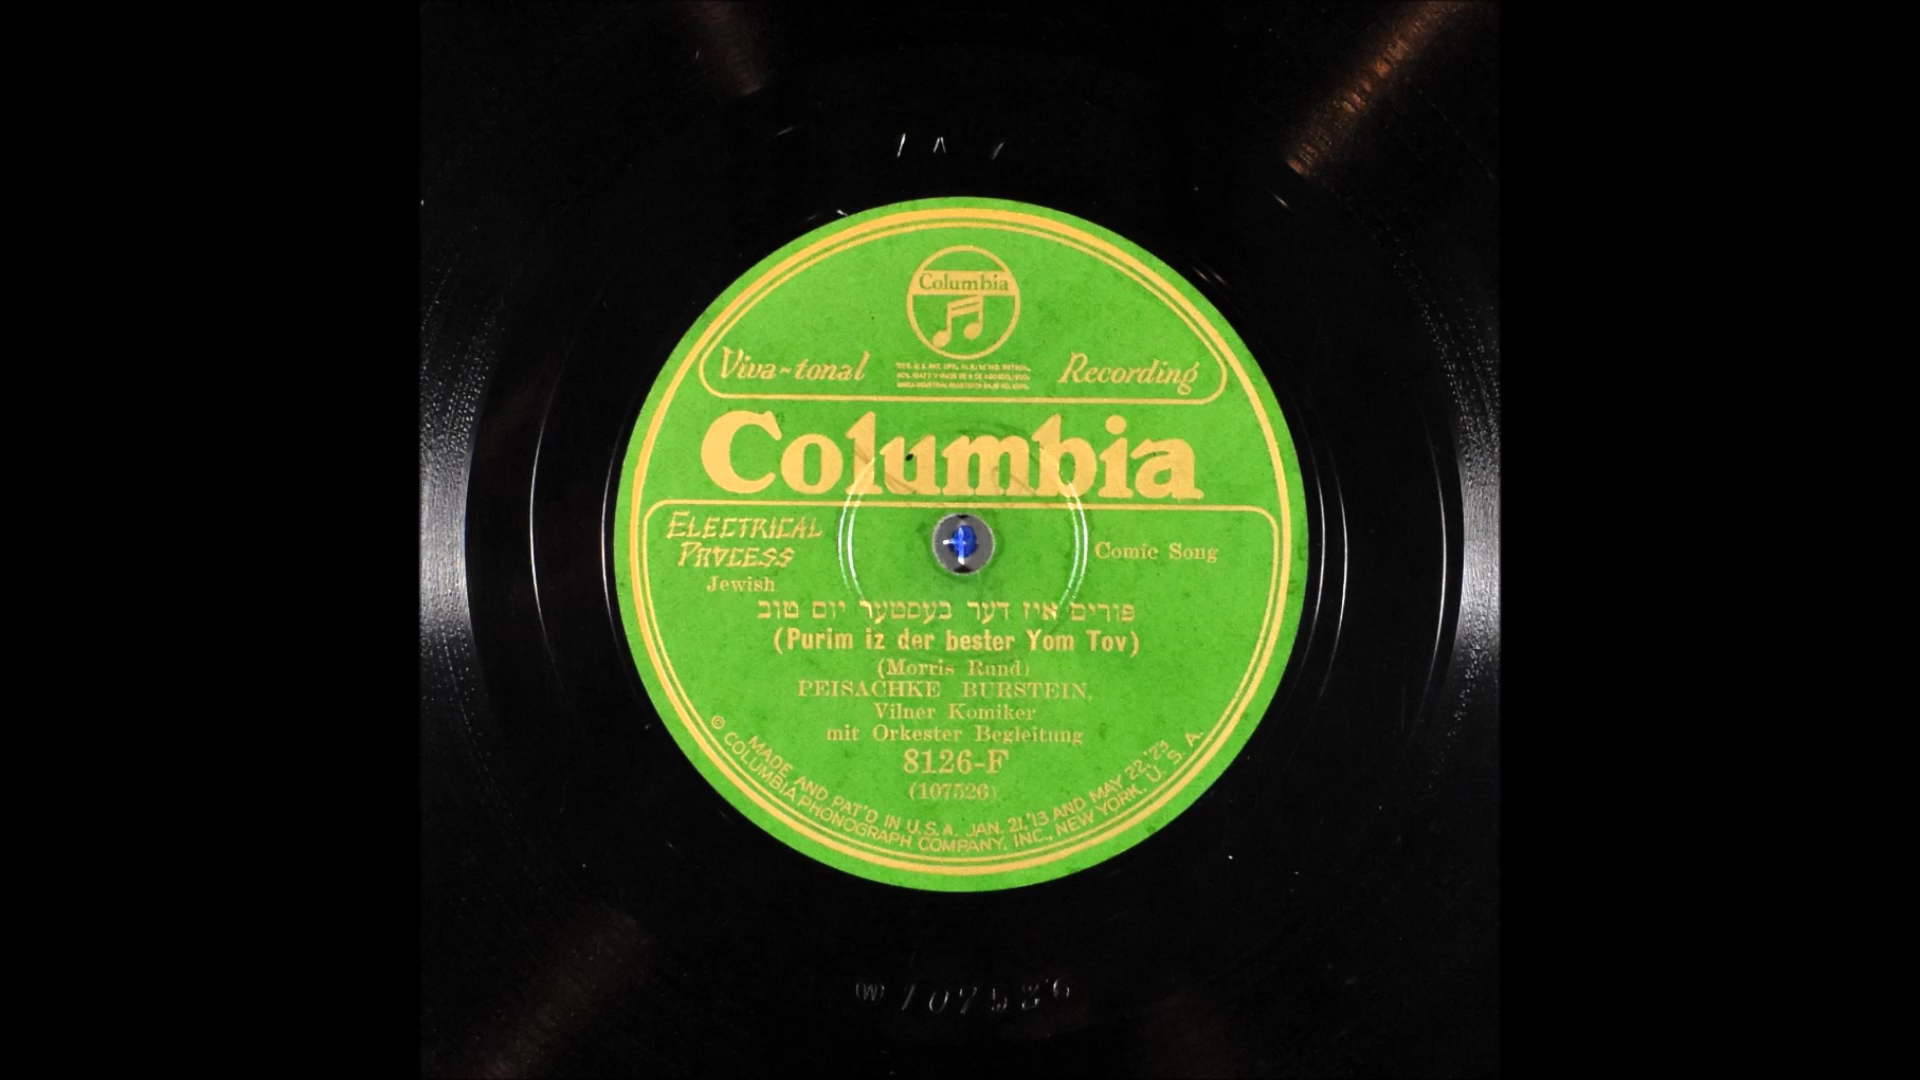 Columbia
Viva-tonal Recording
Columbia
ELECTRICAL
PROCESS
Jewish
Comic Song
פורים איז דער בעסטער יום טוב
(Purim iz der bester Yom Tov)
(Morris Rund)
PEISACHKE BURSTEIN,
Vilner Komiker
mit Orkester Begleitung
8126-F
(107526)
MADE AND PAT'D IN U.S.A. JAN. 21,'13 AND MAY 22,'23
© COLUMBIA PHONOGRAPH COMPANY, INC., NEW YORK, U. S. A.
W 107526